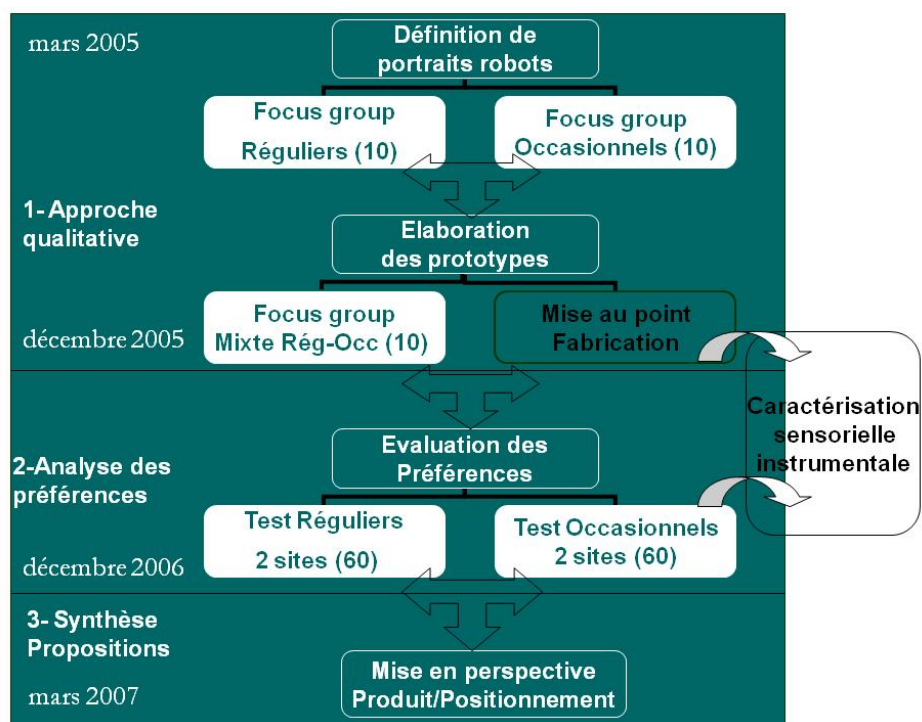 mars 2005
Définition de
portraits robots
Focus group
Réguliers (10)
Focus group
Occasionnels (10)
1- Approche
qualitative
Elaboration
des prototypes
décembre 2005
Focus group
Mixte Rég-Occ (10)
Mise au point
Fabrication
Caractérisation
sensorielle
instrumentale
2-Analyse des
préférences
Evaluation des
Préférences
Test Réguliers
2 sites (60)
Test Occasionnels
2 sites (60)
décembre 2006
3- Synthèse
Propositions
Mise en perspective
Produit/Positionnement
mars 2007